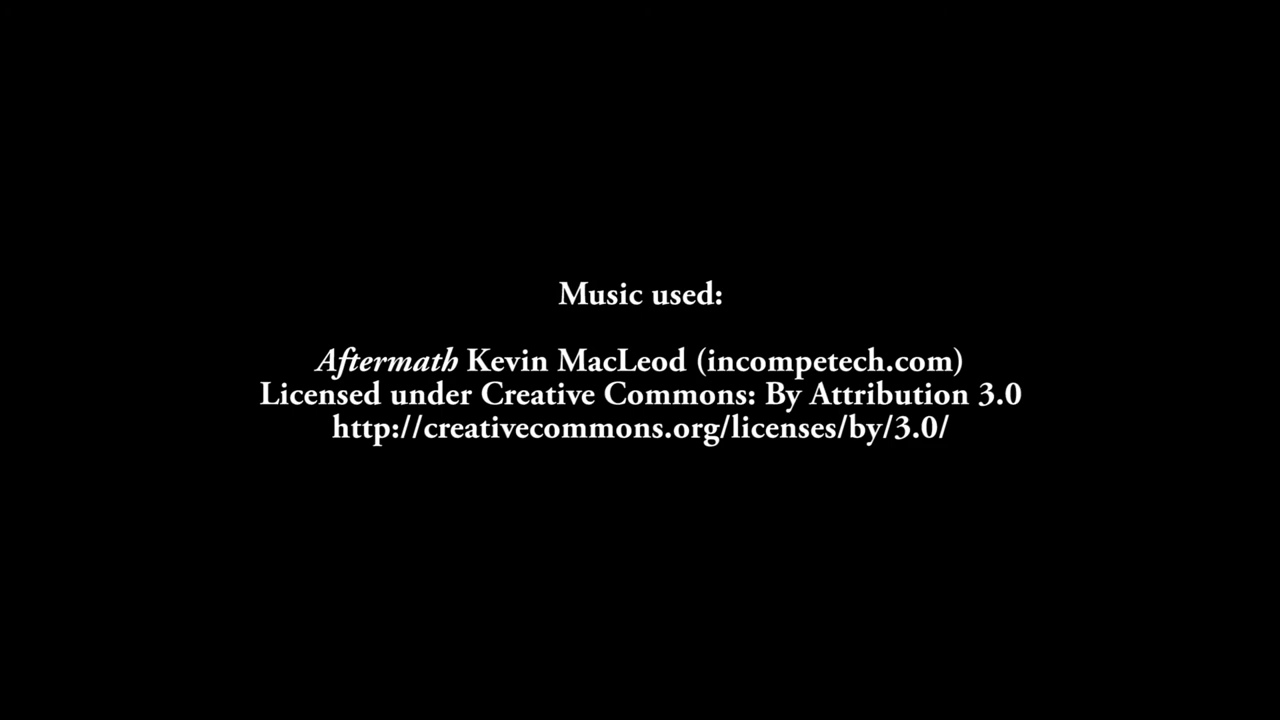 Music used:
Aftermath Kevin MacLeod (incompetech.com)
Licensed under Creative Commons: By Attribution 3.0
http://creativecommons.org/licenses/by/3.0/